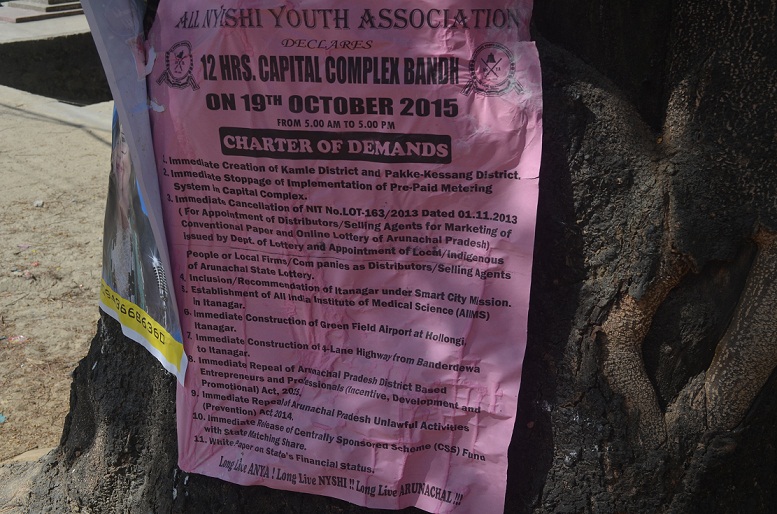 ALL NYISHI YOUTH ASSOCIATION
DECLARES
12 HRS. CAPITAL COMPLEX BANDH
ON 19TH OCTOBER 2015
FROM 5.00 AM TO 5.00 PM
CHARTER OF DEMANDS
1. Immediate Creation of Kamle District and Pakke-Kessang District.
2. Immediate Stoppage of Implementation of Pre-Paid Metering
System in Capital Complex.
3. Immediate Cancellation of NIT No.LOT-163/2013 Dated 01.11.2013
( For Appointment of Distributors/Selling Agents for Marketing of
Conventional Paper and Online Lottery of Arunachal Pradesh)
issued by Dept. of Lottery and Appointment of Local/Indigenous
People or Local Firms/Companies as Distributors/Selling Agents
of Arunachal State Lottery.
4. Inclusion/Recommendation of Itanagar under Smart City Mission.
5. Establishment of All India Institute of Medical Science (AIIMS)
in Itanagar.
6. Immediate Construction of Green Field Airport at Hollongi,
Itanagar.
7. Immediate Construction of 4-Lane Highway from Banderdewa
to Itanagar.
8. Immediate Repeal of Arunachal Pradesh District Based
Entrepreneurs and Professionals (Incentive, Development and
Promotional) Act,
9. Immediate Repeal of Arunachal Pradesh Unlawful Activities
(Prevention) Act 2014.
10. Immediate Release of Centrally Sponsored Scheme (CSS) Fund
with State Matching Share.
11. White Paper on State's Financial Status.
Long Live ANYA ! Long Live NYSHI !! Long Live ARUNACHAL !!!